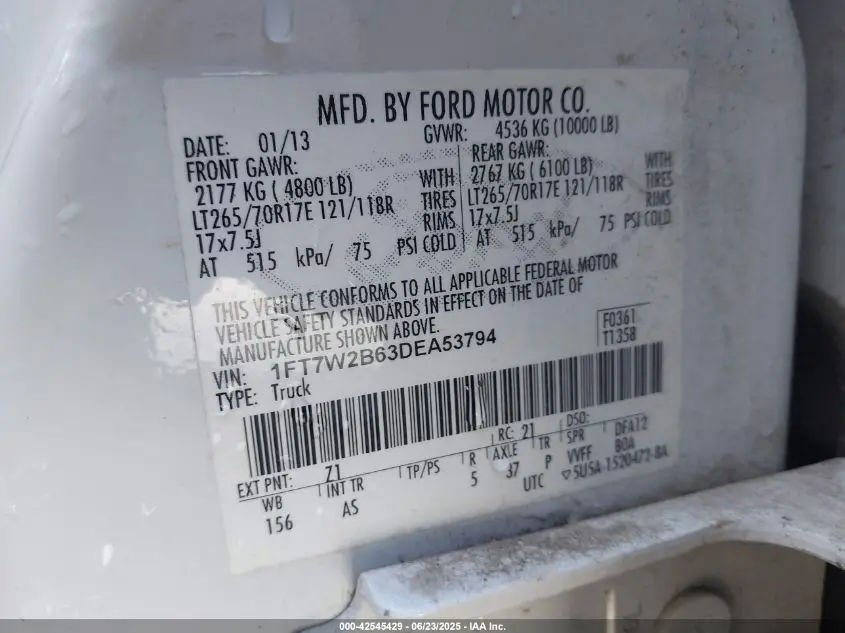 MFD. BY FORD MOTOR CO.
DATE: 01/13 GVWR: 4536 KG (10000 LB)
FRONT GAWR: REAR GAWR:
2177 KG ( 4800 LB) WITH 2767 KG ( 6100 LB) WITH
LT265/70R17E 121/118R TIRES LT265/70R17E 121/118R TIRES
17x7.5J RIMS 17x7.5J RIMS
AT 515 kPa/ 75 PSI COLD AT 515 kPa/ 75 PSI COLD
THIS VEHICLE CONFORMS TO ALL APPLICABLE FEDERAL MOTOR
VEHICLE SAFETY STANDARDS IN EFFECT ON THE DATE OF
MANUFACTURE SHOWN ABOVE.
VIN: 1FT7W2B63DEA53794
TYPE: Truck
F0361
T1358
EXT PNT: Z1 RC: 21 DSO:
WB INT TR TP/PS R AXLE TR SPR DFA12
156 AS 5 37 P VVFF BOA
UTC ▽5U5A-1520472-BA
000-42545429 - 06/23/2025 - IAA Inc.